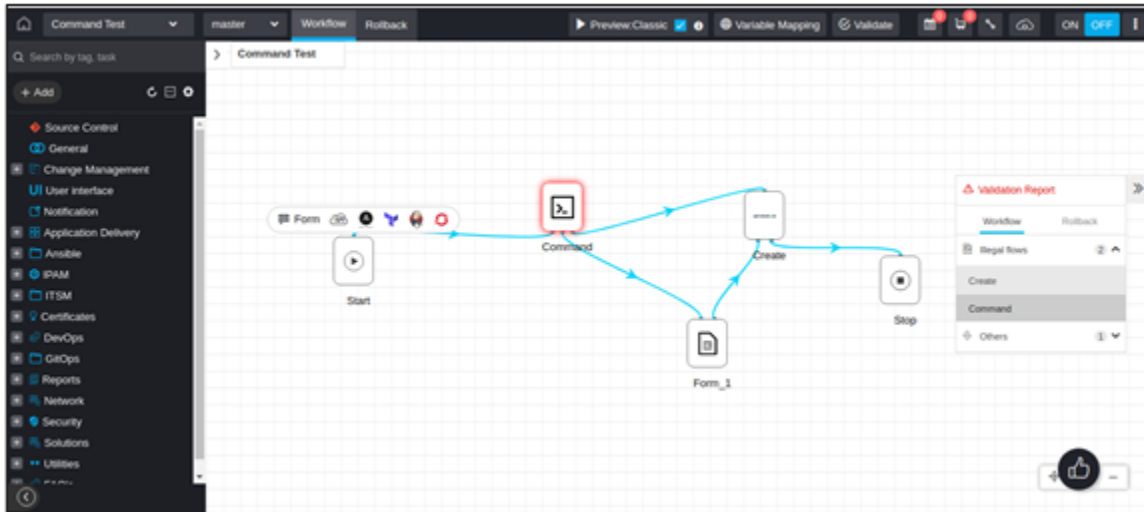 Command Test
master
Workflow
Rollback
Preview:Classic
Variable Mapping
Validate
ON
OFF
Search by tag, task
+ Add
Source Control
General
Change Management
User interface
Notification
Application Delivery
Ansible
IPAM
ITSM
Certificates
DevOps
GitOps
Reports
Network
Security
Solutions
Utilities
Command Test
Form
Start
Command
Create
Form_1
Stop
Validation Report
Workflow
Rollback
Illegal flows
2
Create
Command
Others
1